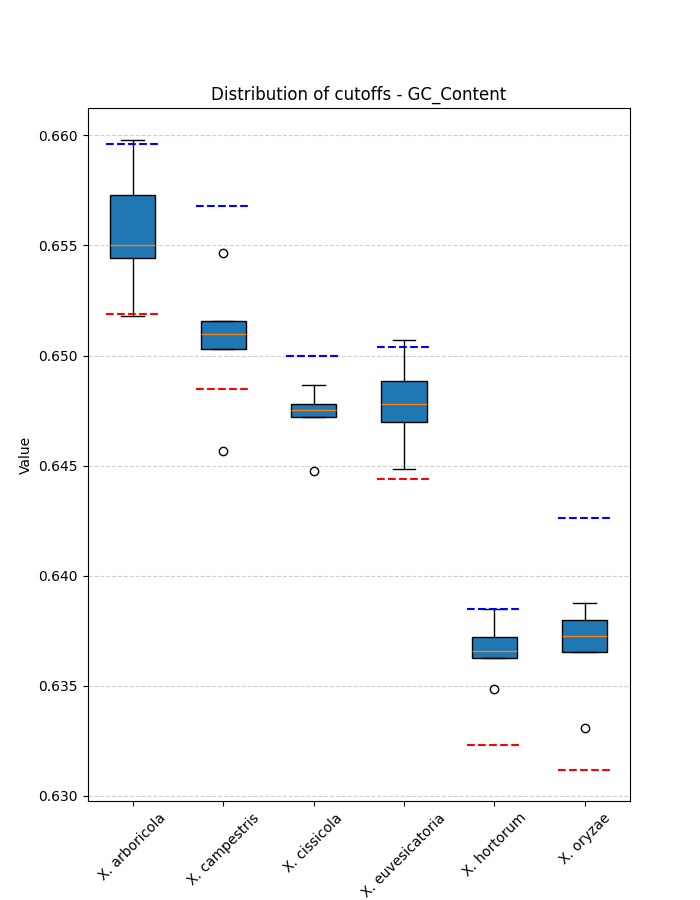 Distribution of cutoffs - GC_Content
0.660
0.655
0.650
0.645
0.640
0.635
0.630
Value
X. arboricola
X. campestris
X. cissicola
X. euvesicatoria
X. hortorum
X. oryzae